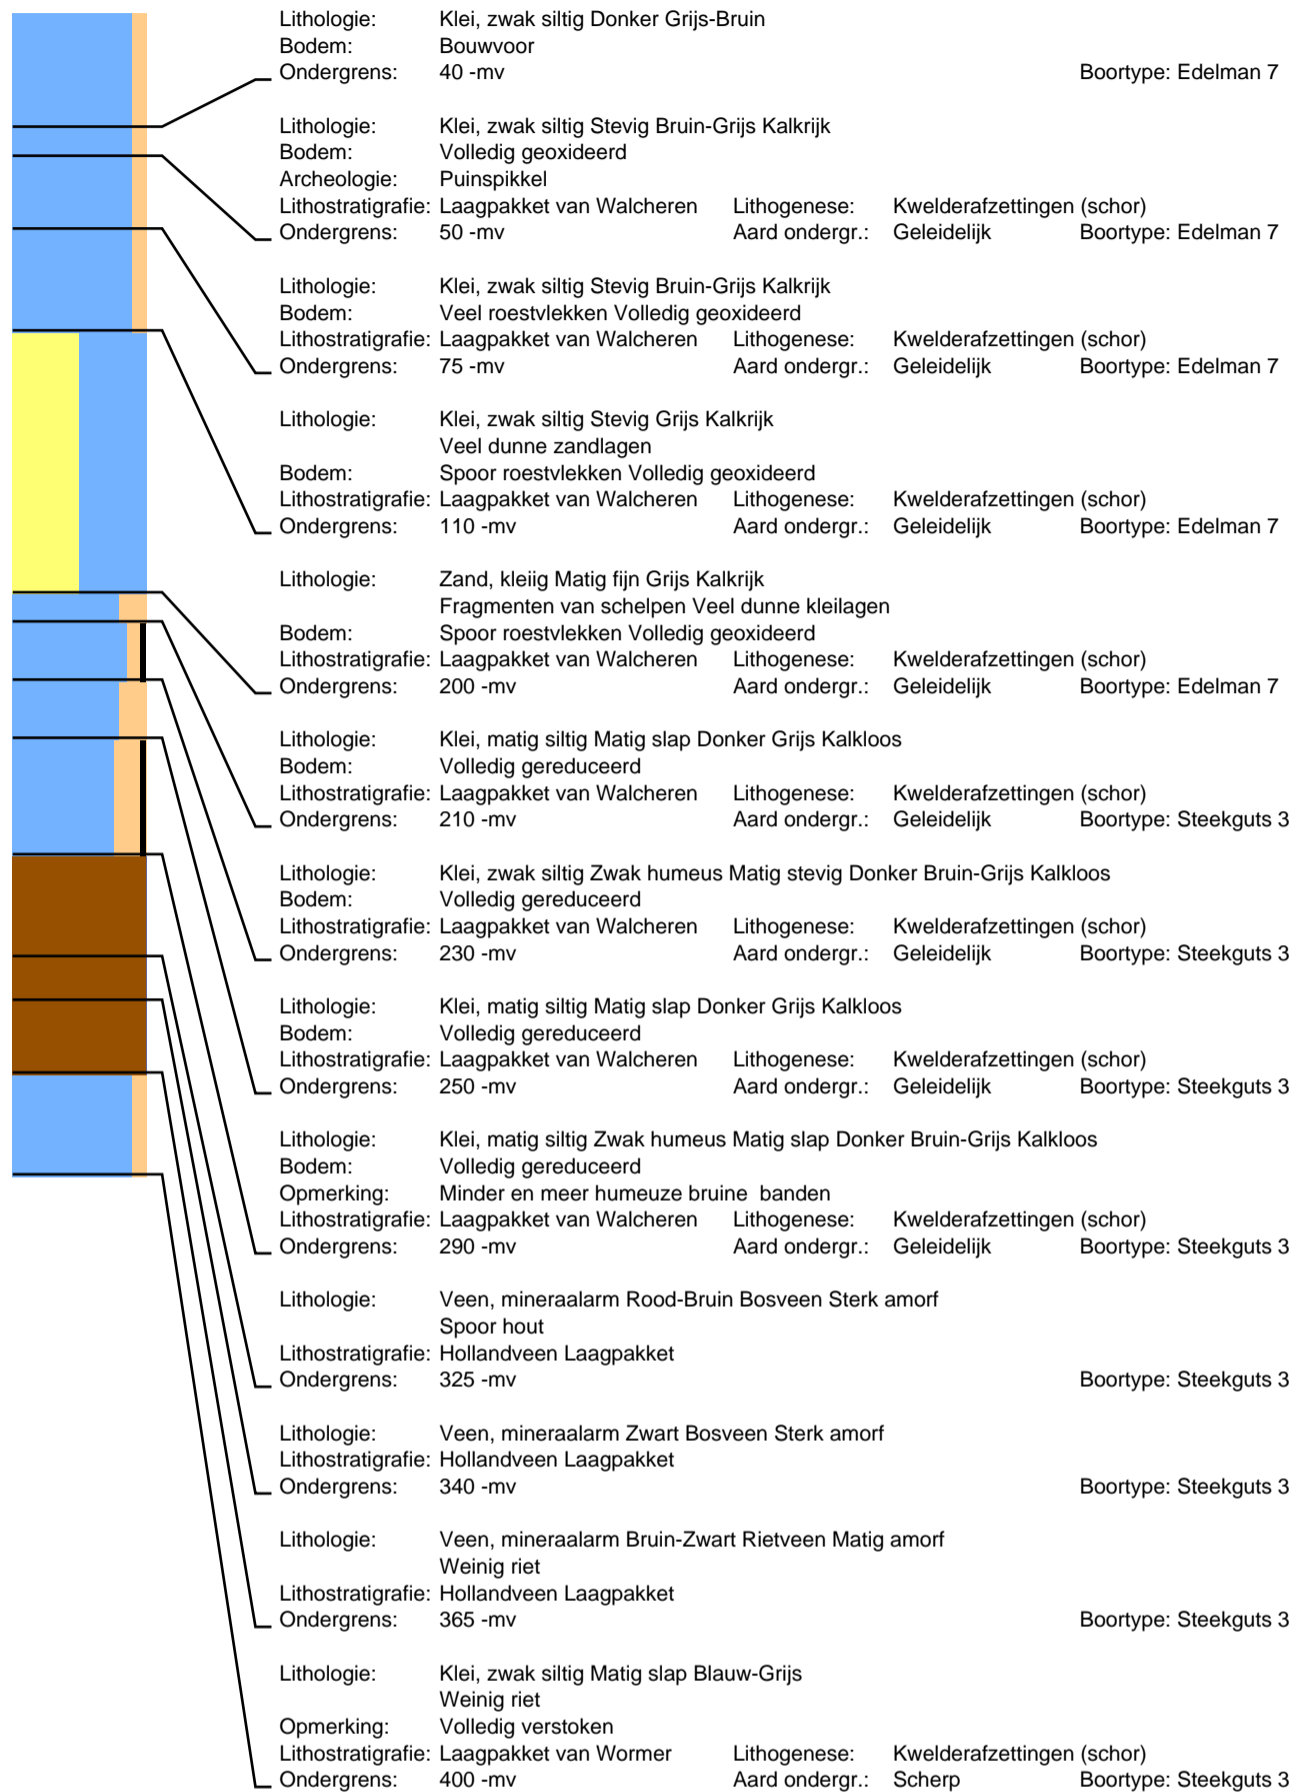 Lithologie: Klei, zwak siltig Donker Grijs-Bruin
Bodem: Bouwvoor
Ondergrens: 40 -mv Boortype: Edelman 7
Lithologie: Klei, zwak siltig Stevig Bruin-Grijs Kalkrijk
Bodem: Volledig geoxideerd
Archeologie: Puinspikkel
Lithostratigrafie: Laagpakket van Walcheren Lithogenese: Kwelderafzettingen (schor)
Ondergrens: 50 -mv Aard ondergr.: Geleidelijk Boortype: Edelman 7
Lithologie: Klei, zwak siltig Stevig Bruin-Grijs Kalkrijk
Bodem: Veel roestvlekken Volledig geoxideerd
Lithostratigrafie: Laagpakket van Walcheren Lithogenese: Kwelderafzettingen (schor)
Ondergrens: 75 -mv Aard ondergr.: Geleidelijk Boortype: Edelman 7
Lithologie: Klei, zwak siltig Stevig Grijs Kalkrijk
Veel dunne zandlagen
Bodem: Spoor roestvlekken Volledig geoxideerd
Lithostratigrafie: Laagpakket van Walcheren Lithogenese: Kwelderafzettingen (schor)
Ondergrens: 110 -mv Aard ondergr.: Geleidelijk Boortype: Edelman 7
Lithologie: Zand, kleiig Matig fijn Grijs Kalkrijk
Fragmenten van schelpen Veel dunne kleilagen
Bodem: Spoor roestvlekken Volledig geoxideerd
Lithostratigrafie: Laagpakket van Walcheren Lithogenese: Kwelderafzettingen (schor)
Ondergrens: 200 -mv Aard ondergr.: Geleidelijk Boortype: Edelman 7
Lithologie: Klei, matig siltig Matig slap Donker Grijs Kalkloos
Bodem: Volledig gereduceerd
Lithostratigrafie: Laagpakket van Walcheren Lithogenese: Kwelderafzettingen (schor)
Ondergrens: 210 -mv Aard ondergr.: Geleidelijk Boortype: Steekguts 3
Lithologie: Klei, zwak siltig Zwak humeus Matig stevig Donker Bruin-Grijs Kalkloos
Bodem: Volledig gereduceerd
Lithostratigrafie: Laagpakket van Walcheren Lithogenese: Kwelderafzettingen (schor)
Ondergrens: 230 -mv Aard ondergr.: Geleidelijk Boortype: Steekguts 3
Lithologie: Klei, matig siltig Matig slap Donker Grijs Kalkloos
Bodem: Volledig gereduceerd
Lithostratigrafie: Laagpakket van Walcheren Lithogenese: Kwelderafzettingen (schor)
Ondergrens: 250 -mv Aard ondergr.: Geleidelijk Boortype: Steekguts 3
Lithologie: Klei, matig siltig Zwak humeus Matig slap Donker Bruin-Grijs Kalkloos
Bodem: Volledig gereduceerd
Opmerking: Minder en meer humeuze bruine banden
Lithostratigrafie: Laagpakket van Walcheren Lithogenese: Kwelderafzettingen (schor)
Ondergrens: 290 -mv Aard ondergr.: Geleidelijk Boortype: Steekguts 3
Lithologie: Veen, mineraalarm Rood-Bruin Bosveen Sterk amorf
Spoor hout
Lithostratigrafie: Hollandveen Laagpakket
Ondergrens: 325 -mv Boortype: Steekguts 3
Lithologie: Veen, mineraalarm Zwart Bosveen Sterk amorf
Lithostratigrafie: Hollandveen Laagpakket
Ondergrens: 340 -mv Boortype: Steekguts 3
Lithologie: Veen, mineraalarm Bruin-Zwart Rietveen Matig amorf
Weinig riet
Lithostratigrafie: Hollandveen Laagpakket
Ondergrens: 365 -mv Boortype: Steekguts 3
Lithologie: Klei, zwak siltig Matig slap Blauw-Grijs
Weinig riet
Opmerking: Volledig verstoken
Lithostratigrafie: Laagpakket van Wormer Lithogenese: Kwelderafzettingen (schor)
Ondergrens: 400 -mv Aard ondergr.: Scherp Boortype: Steekguts 3